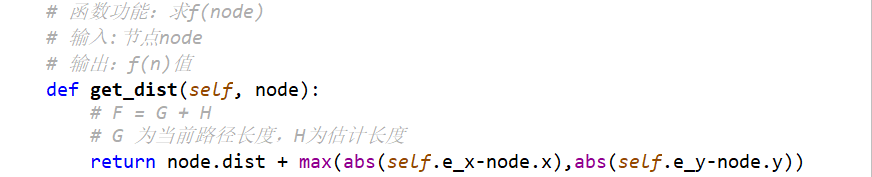 # 函数功能：求f(node)
# 输入：节点node
# 输出：f(n)值
def get_dist(self, node):
# F = G + H
# G 为当前路径长度，H为估计长度
return node.dist + max(abs(self.e_x-node.x),abs(self.e_y-node.y))